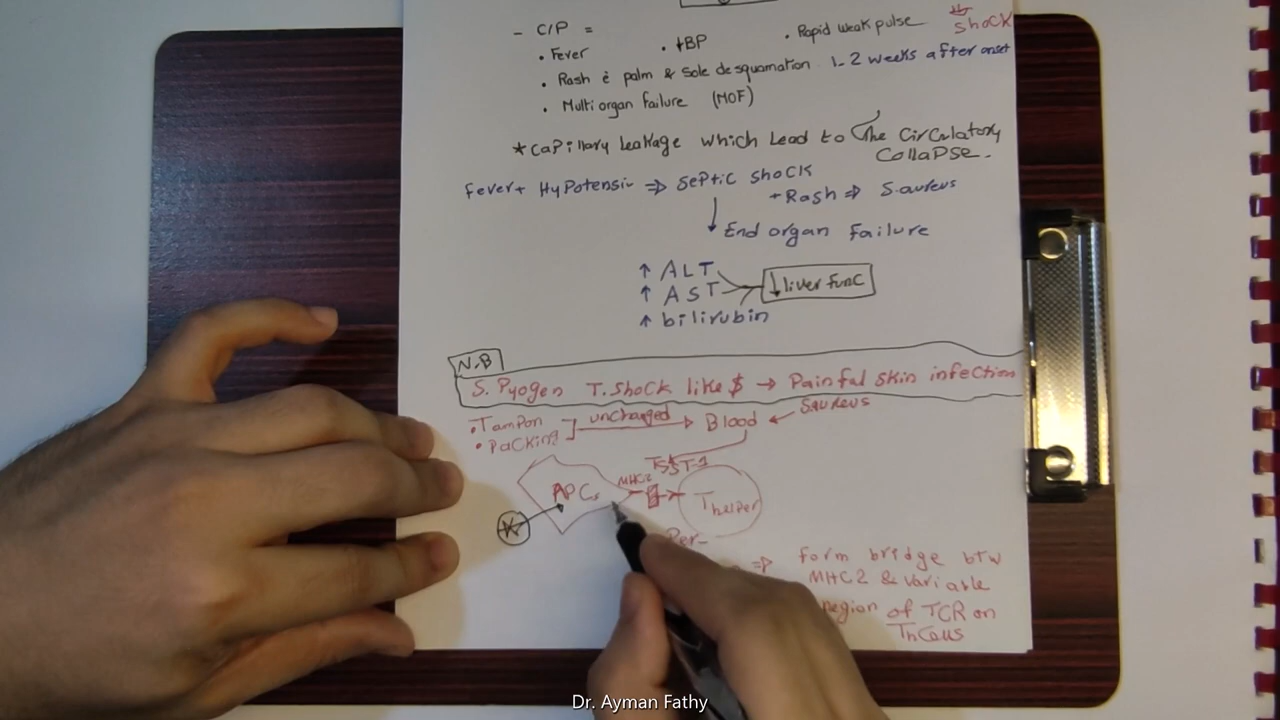 - C/P =
• Fever • ↓BP • Rapid weak pulse shock
• Rash è palm & Sole desquamation 1-2 weeks after onset
• Multi organ failure (MOF)
* Capillary leakage which lead to the Circulatory
Collapse.
fever + Hypotensiv ⇒ septic shock
+ Rash ⇒ S. aureus
↓ End organ failure
↑ ALT
↑ AST ↓ liver func
↑ bilirubin
N.B
S. Pyogen T. Shock like $ → Painful skin infection
• Tampon
• Packing unchanged → Blood ← S aureus
TSST-1
APCs MHC2 T helper
Per-
⇒ form bridge btw
MHC2 & variable
region of TCR on
Th Cells
Dr. Ayman Fathy